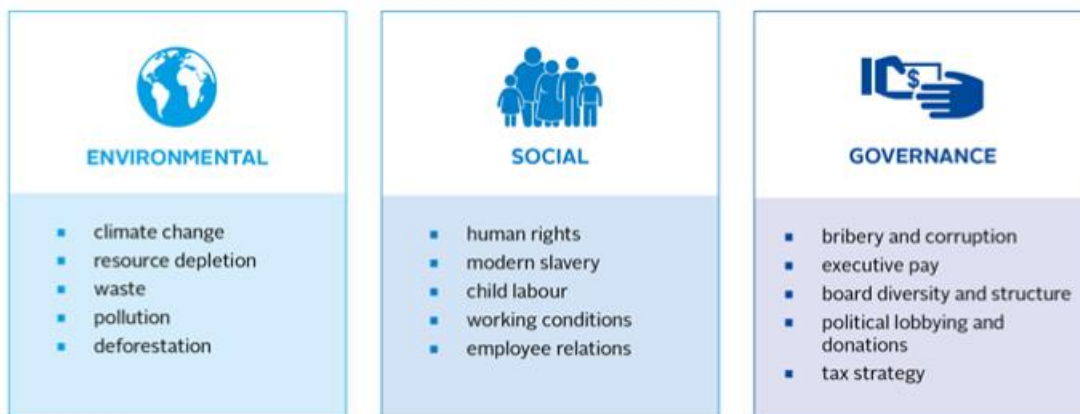 ENVIRONMENTAL
climate change
resource depletion
waste
pollution
deforestation
SOCIAL
human rights
modern slavery
child labour
working conditions
employee relations
$
GOVERNANCE
bribery and corruption
executive pay
board diversity and structure
political lobbying and
donations
tax strategy